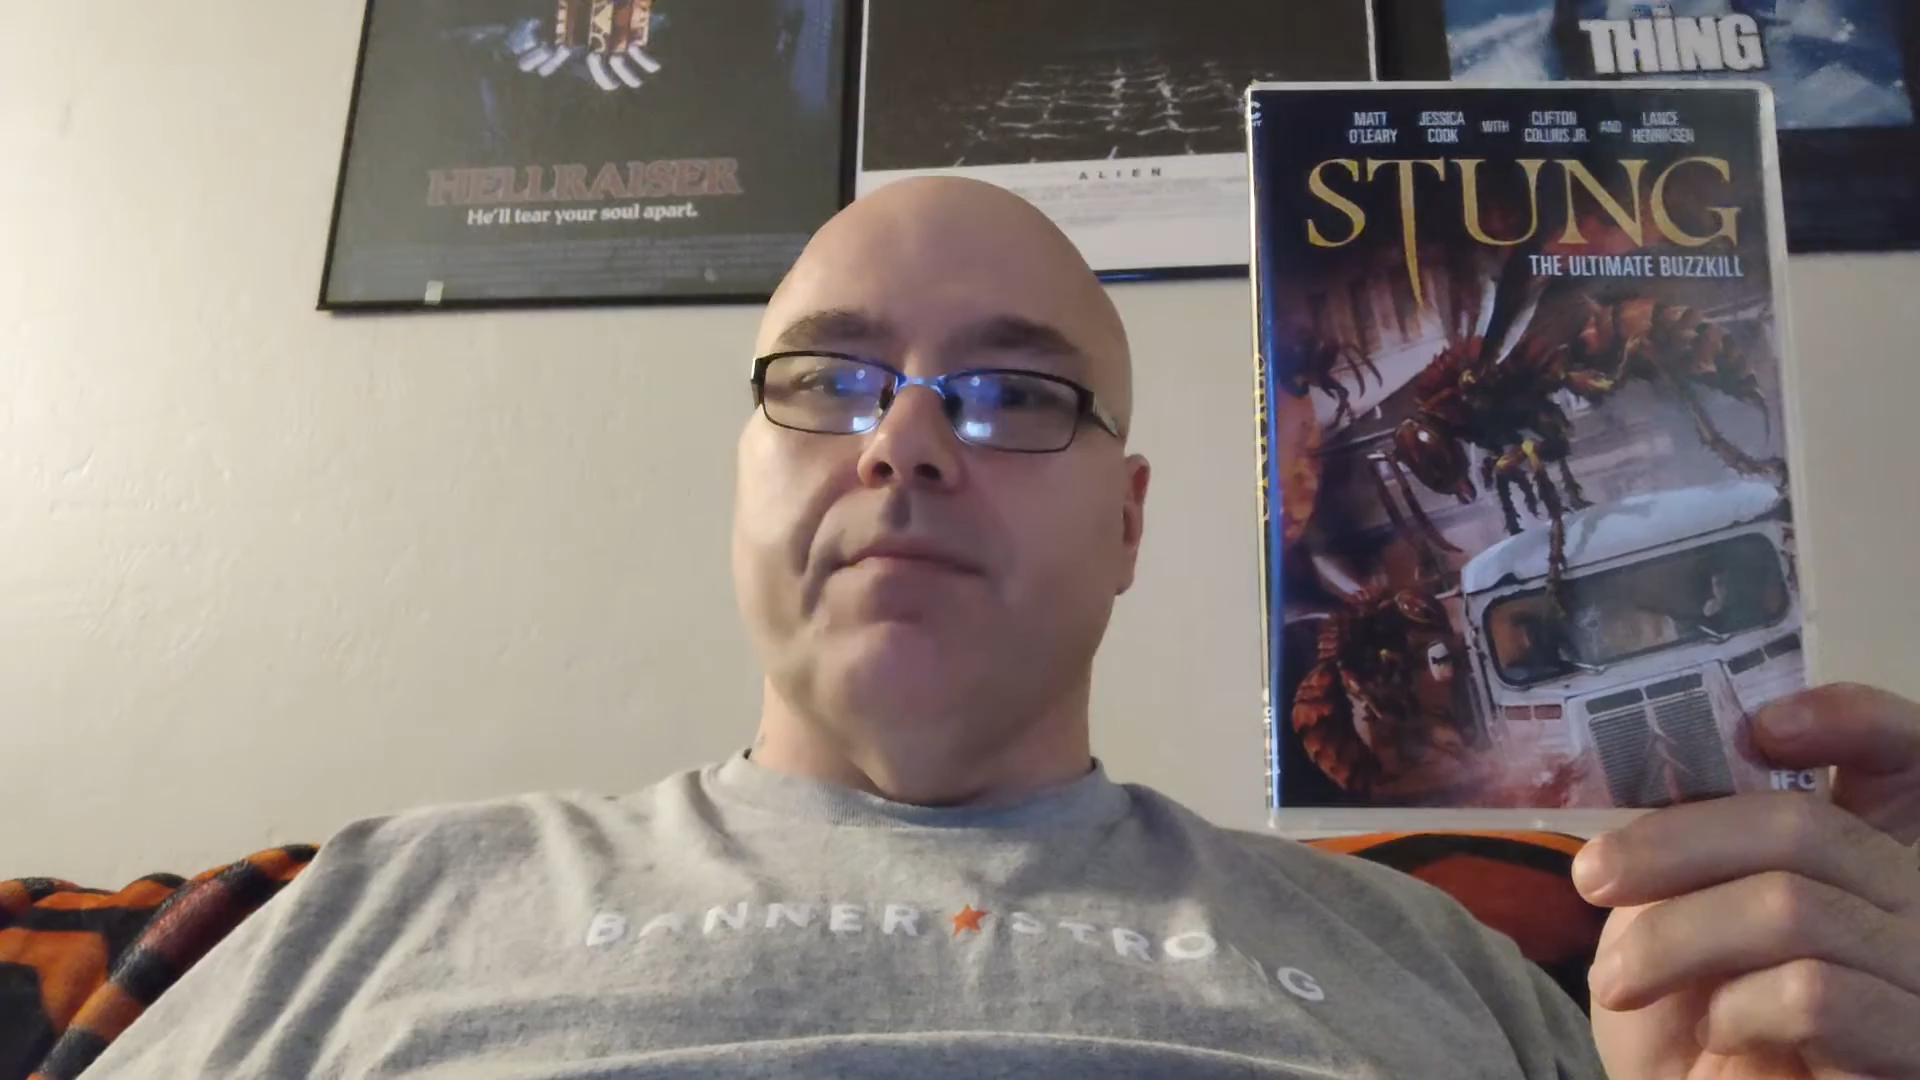 HELLRAISER
He'll tear your soul apart.
ALIEN
THING
MATT O'LEARY JESSICA COOK WITH CLIFTON COLLINS JR. AND LANCE HENRIKSEN
STUNG
THE ULTIMATE BUZZKILL
IFC
BANNER★STRONG